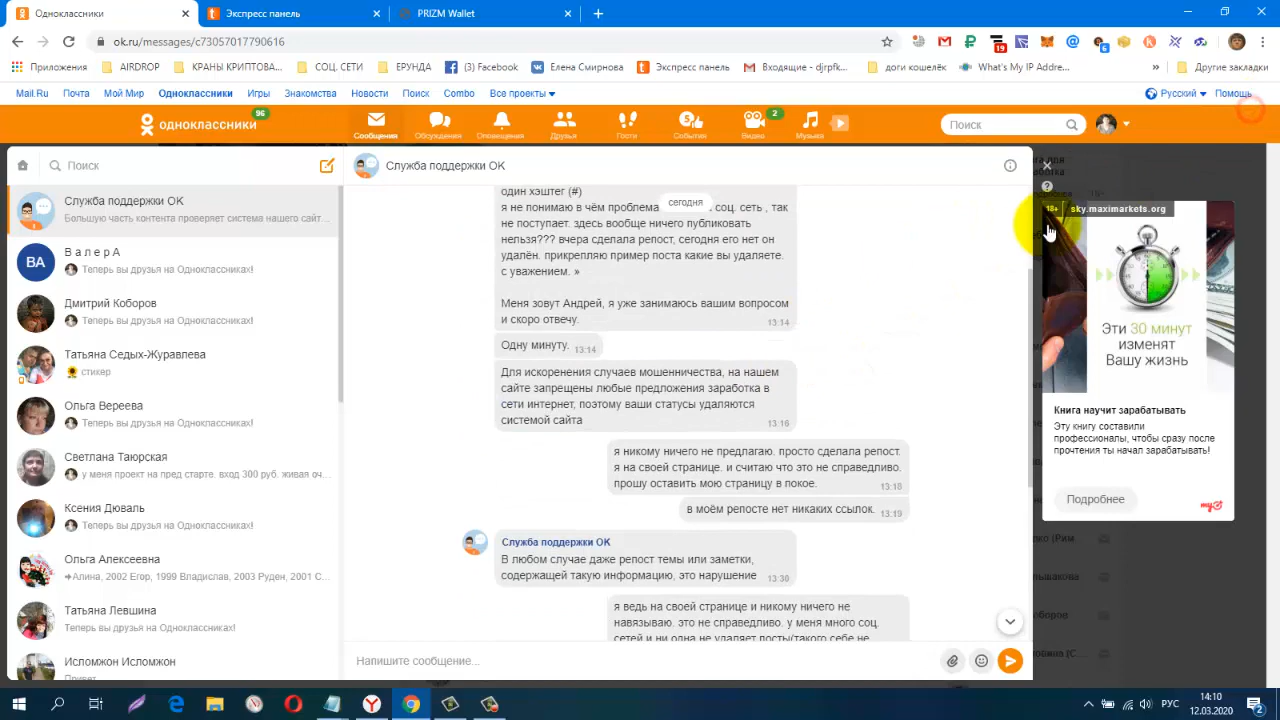 Одноклассники
Экспресс панель
PRIZM Wallet
ok.ru/messages/c73057017790616
19
6
Приложения
AIRDROP
КРАНЫ КРИПТОВА...
СОЦ. СЕТИ
ЕРУНДА
(3) Facebook
Елена Смирнова
Экспресс панель
Входящие - djrpfk...
доги кошелёк
What's My IP Addre...
»
Другие закладки
Mail.Ru
Почта
Мой Мир
Одноклассники
Игры
Знакомства
Новости
Поиск
Combo
Все проекты
Русский
Помощь
одноклассники
96
Сообщения
Обсуждения
Оповещения
Друзья
Гости
События
Видео
2
Музыка
Поиск
Поиск
Служба поддержки OK
Служба поддержки OK
Большую часть контента проверяет система нашего сайт...
ВА
В а л е р А
Теперь вы друзья на Одноклассниках!
Дмитрий Коборов
Теперь вы друзья на Одноклассниках!
Татьяна Седых-Журавлева
стикер
Ольга Вереева
Теперь вы друзья на Одноклассниках!
Светлана Таюрская
у меня проект на пред старте. вход 300 руб. живая оч...
Ксения Дюваль
Теперь вы друзья на Одноклассниках!
Ольга Алексеевна
Алина, 2002 Егор, 1999 Владислав, 2003 Руден, 2001 С...
Татьяна Левшина
Теперь вы друзья на Одноклассниках!
Исломжон Исломжон
Привет
один хэштег (#)
сегодня
я не понимаю в чём проблема соц. сеть , так
не поступает. здесь вообще ничего публиковать
нельзя??? вчера сделала репост, сегодня его нет он
удалён. прикрепляю пример поста какие вы удаляете.
с уважением. »
Меня зовут Андрей, я уже занимаюсь вашим вопросом
и скоро отвечу.
13:14
Одну минуту.
13:14
Для искоренения случаев мошенничества, на нашем
сайте запрещены любые предложения заработка в
сети интернет, поэтому ваши статусы удаляются
системой сайта
13:16
я никому ничего не предлагаю. просто сделала репост.
я на своей странице. и считаю что это не справедливо.
прошу оставить мою страницу в покое.
13:18
в моём репосте нет никаких ссылок.
13:19
Служба поддержки OK
В любом случае даже репост темы или заметки,
содержащей такую информацию, это нарушение
13:30
я ведь на своей странице и никому ничего не
навязываю. это не справедливо. у меня много соц.
сетей и ни одна не удаляет посты(такого себе не
Напишите сообщение...
18+
sky.maximarkets.org
Эти 30 минут
изменят
Вашу жизнь
Книга научит зарабатывать
Эту книгу составили
профессионалы, чтобы сразу после
прочтения ты начал зарабатывать!
Подробнее
РУС
14:10
12.03.2020
2